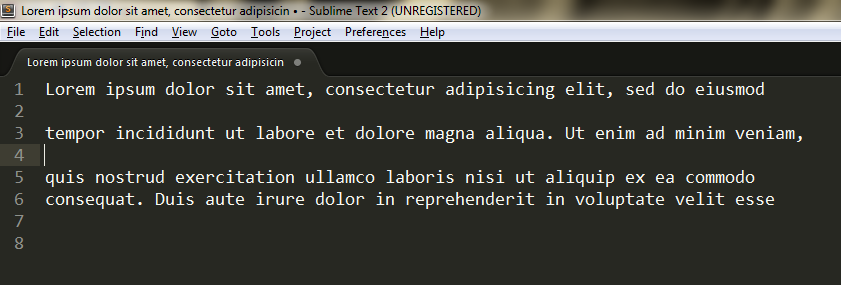 Lorem ipsum dolor sit amet, consectetur adipisicin • - Sublime Text 2 (UNREGISTERED)
File Edit Selection Find View Goto Tools Project Preferences Help
Lorem ipsum dolor sit amet, consectetur adipisicin
1 Lorem ipsum dolor sit amet, consectetur adipisicing elit, sed do eiusmod
2
3 tempor incididunt ut labore et dolore magna aliqua. Ut enim ad minim veniam,
4
5 quis nostrud exercitation ullamco laboris nisi ut aliquip ex ea commodo
6 consequat. Duis aute irure dolor in reprehenderit in voluptate velit esse
7
8